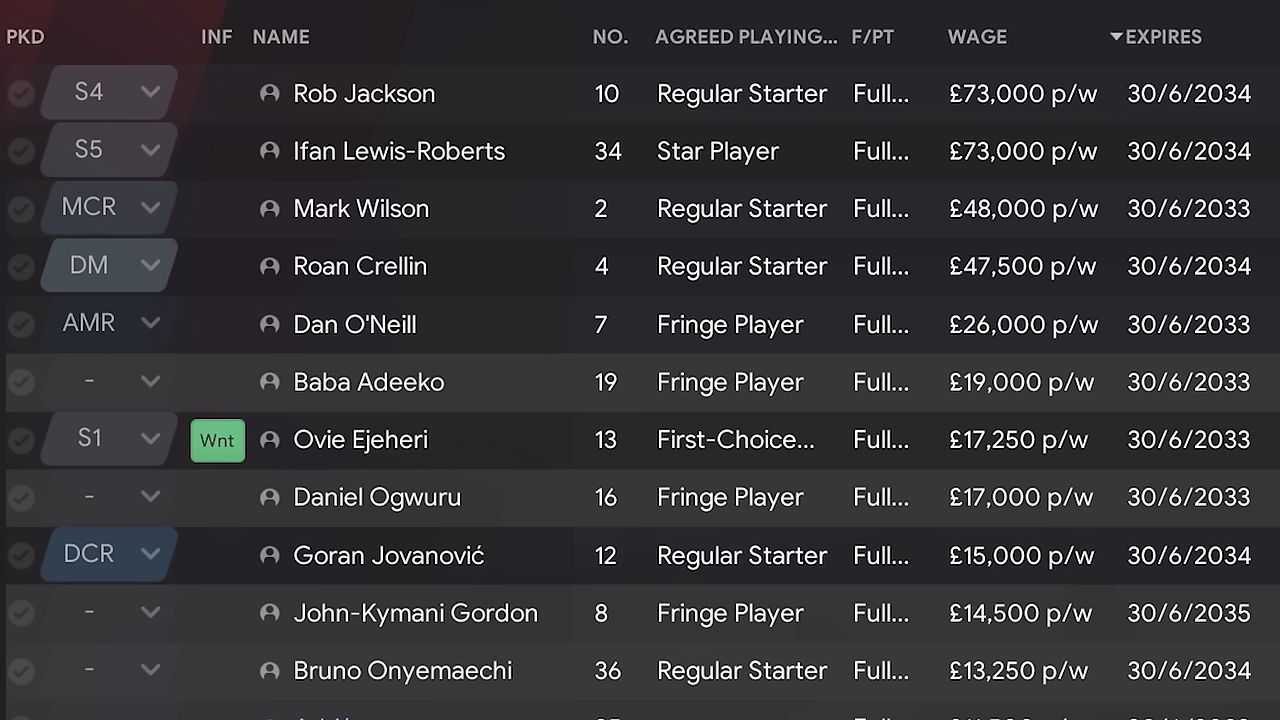 PKD INF NAME NO. AGREED PLAYING... F/PT WAGE EXPIRES
S4 Rob Jackson 10 Regular Starter Full... £73,000 p/w 30/6/2034
S5 Ifan Lewis-Roberts 34 Star Player Full... £73,000 p/w 30/6/2034
MCR Mark Wilson 2 Regular Starter Full... £48,000 p/w 30/6/2033
DM Roan Crellin 4 Regular Starter Full... £47,500 p/w 30/6/2034
AMR Dan O'Neill 7 Fringe Player Full... £26,000 p/w 30/6/2033
- Baba Adeeko 19 Fringe Player Full... £19,000 p/w 30/6/2033
S1 Wnt Ovie Ejeheri 13 First-Choice... Full... £17,250 p/w 30/6/2033
- Daniel Ogwuru 16 Fringe Player Full... £17,000 p/w 30/6/2033
DCR Goran Jovanović 12 Regular Starter Full... £15,000 p/w 30/6/2034
- John-Kymani Gordon 8 Fringe Player Full... £14,500 p/w 30/6/2035
- Bruno Onyemaechi 36 Regular Starter Full... £13,250 p/w 30/6/2034